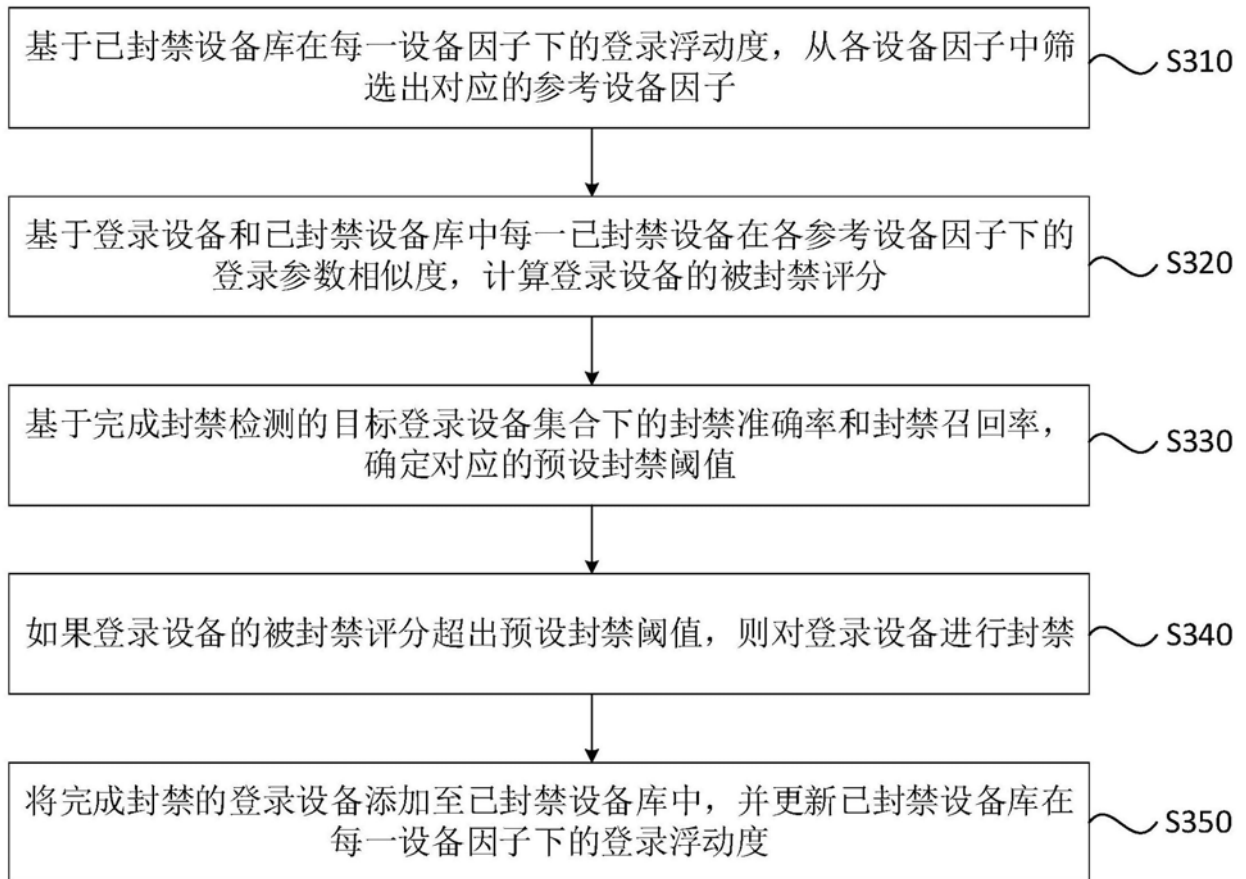 基于已封禁设备库在每一设备因子下的登录浮动度，从各设备因子中筛
选出对应的参考设备因子
S310
基于登录设备和已封禁设备库中每一已封禁设备在各参考设备因子下的
登录参数相似度，计算登录设备的被封禁评分
S320
基于完成封禁检测的目标登录设备集合下的封禁准确率和封禁召回率，
确定对应的预设封禁阈值
S330
如果登录设备的被封禁评分超出预设封禁阈值，则对登录设备进行封禁
S340
将完成封禁的登录设备添加至已封禁设备库中，并更新已封禁设备库在
每一设备因子下的登录浮动度
S350